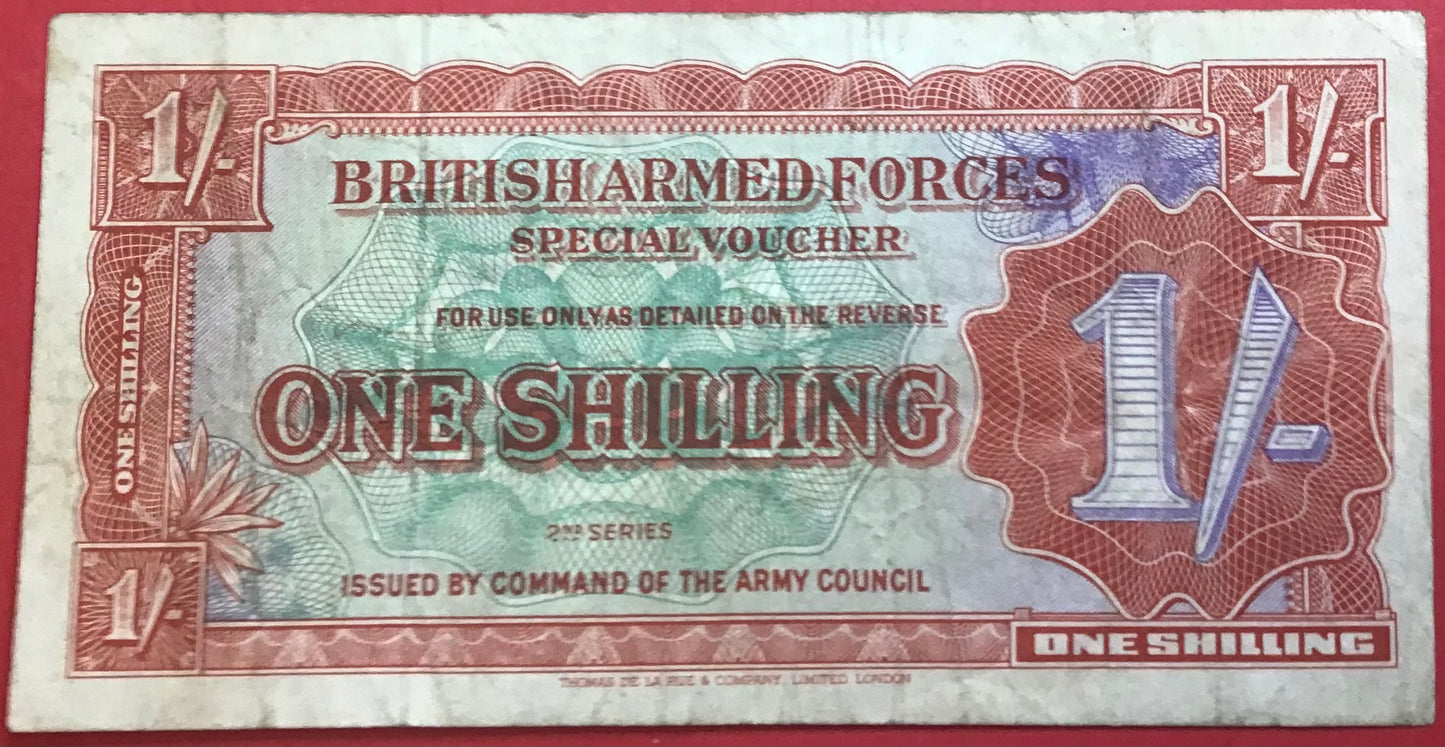 1/-
1/-
BRITISH ARMED FORCES
SPECIAL VOUCHER
FOR USE ONLY AS DETAILED ON THE REVERSE
1/-
ONE SHILLING
ONE SHILLING
2ND SERIES
ISSUED BY COMMAND OF THE ARMY COUNCIL
1/-
ONE SHILLING
THOMAS DE LA RUE & COMPANY, LIMITED LONDON